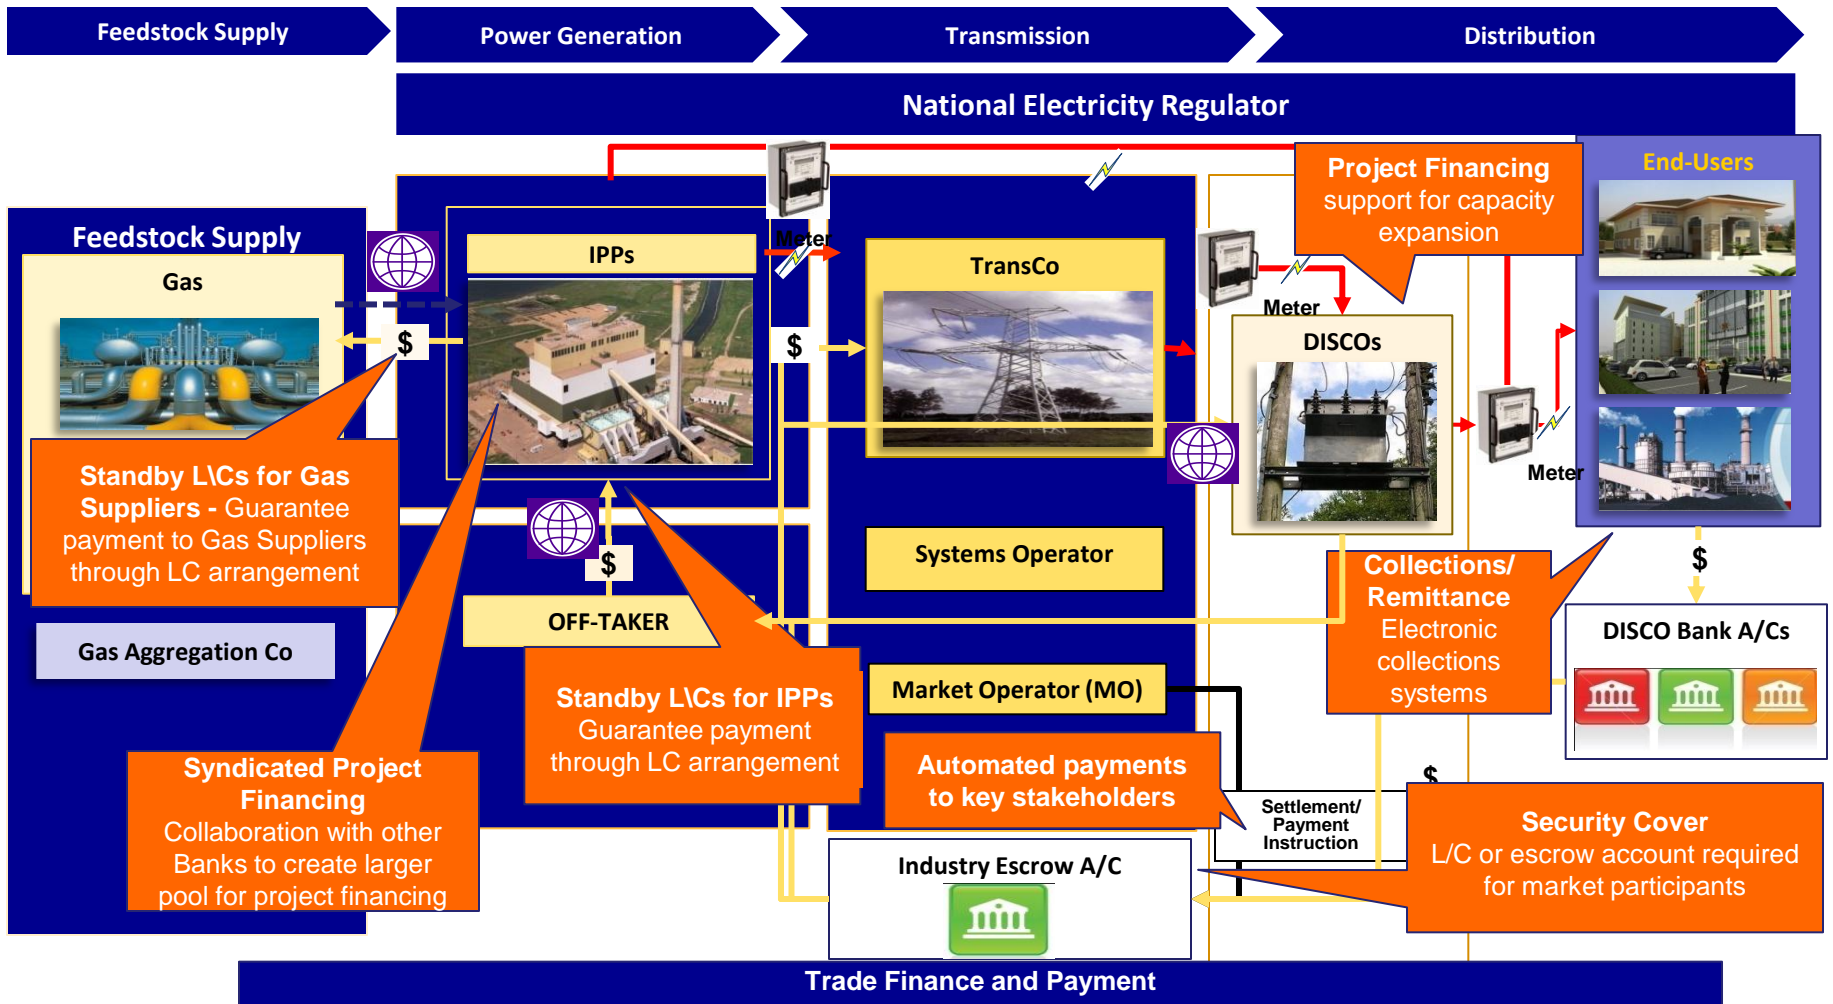 Feedstock Supply
Power Generation
Transmission
Distribution
National Electricity Regulator
End-Users
Project Financing
support for capacity
expansion
Feedstock Supply
Gas
$
IPPs
Meter
$
TransCo
Meter
DISCOs
Meter
Standby L\Cs for Gas
Suppliers - Guarantee
payment to Gas Suppliers
through LC arrangement
Gas Aggregation Co
$
OFF-TAKER
Systems Operator
Market Operator (MO)
Collections/
Remittance
Electronic
collections
systems
$
DISCO Bank A/Cs
Standby L\Cs for IPPs
Guarantee payment
through LC arrangement
Syndicated Project
Financing
Collaboration with other
Banks to create larger
pool for project financing
Automated payments
to key stakeholders
$
Settlement/
Payment
Instruction
Security Cover
L/C or escrow account required
for market participants
Industry Escrow A/C
Trade Finance and Payment